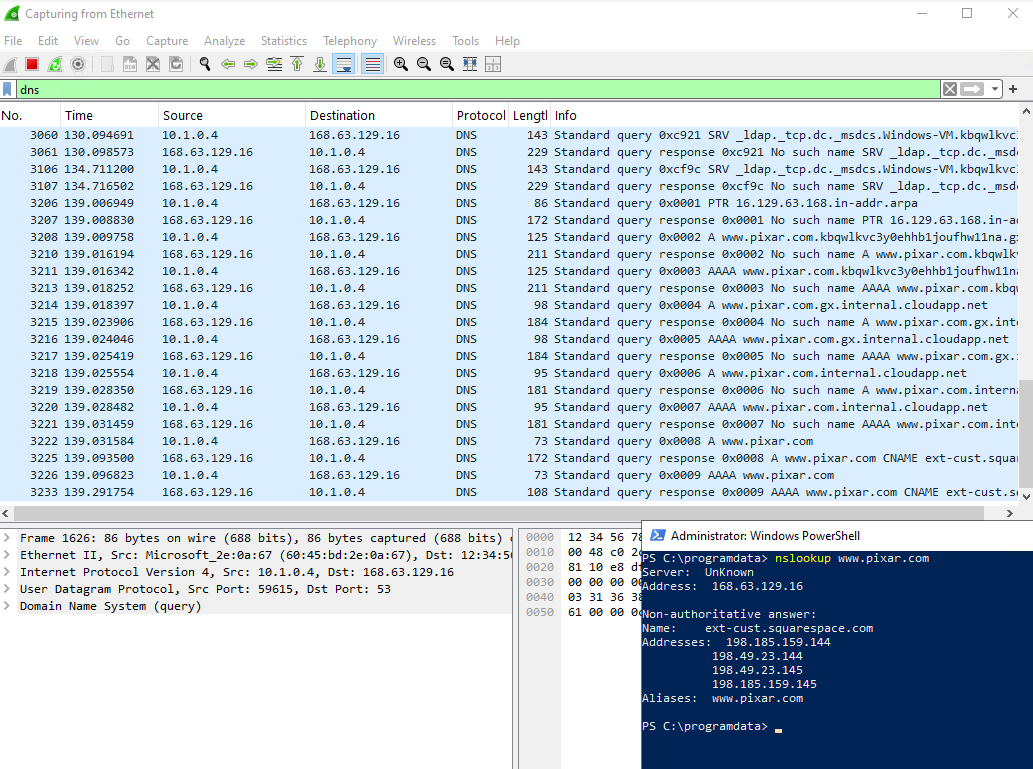 Capturing from Ethernet
File Edit View Go Capture Analyze Statistics Telephony Wireless Tools Help
dns
No. Time Source Destination Protocol Lengtl Info
3060 130.094691 10.1.0.4 168.63.129.16 DNS 143 Standard query 0xc921 SRV _ldap._tcp.dc._msdcs.Windows-VM.kbqwlkvc
3061 130.098573 168.63.129.16 10.1.0.4 DNS 229 Standard query response 0xc921 No such name SRV _ldap._tcp.dc._msd
3106 134.711200 10.1.0.4 168.63.129.16 DNS 143 Standard query 0xcf9c SRV _ldap._tcp.dc._msdcs.Windows-VM.kbqwlkvc
3107 134.716502 168.63.129.16 10.1.0.4 DNS 229 Standard query response 0xcf9c No such name SRV _ldap._tcp.dc._msd
3206 139.006949 10.1.0.4 168.63.129.16 DNS 86 Standard query 0x0001 PTR 16.129.63.168.in-addr.arpa
3207 139.008830 168.63.129.16 10.1.0.4 DNS 172 Standard query response 0x0001 No such name PTR 16.129.63.168.in-a
3208 139.009758 10.1.0.4 168.63.129.16 DNS 125 Standard query 0x0002 A www.pixar.com.kbqwlkvc3y0ehhb1joufhw11na.g
3210 139.016194 168.63.129.16 10.1.0.4 DNS 211 Standard query response 0x0002 No such name A www.pixar.com.kbqwlk
3211 139.016342 10.1.0.4 168.63.129.16 DNS 125 Standard query 0x0003 AAAA www.pixar.com.kbqwlkvc3y0ehhb1joufhw11na
3213 139.018252 168.63.129.16 10.1.0.4 DNS 211 Standard query response 0x0003 No such name AAAA www.pixar.com.kbq
3214 139.018397 10.1.0.4 168.63.129.16 DNS 98 Standard query 0x0004 A www.pixar.com.gx.internal.cloudapp.net
3215 139.023906 168.63.129.16 10.1.0.4 DNS 184 Standard query response 0x0004 No such name A www.pixar.com.gx.int
3216 139.024046 10.1.0.4 168.63.129.16 DNS 98 Standard query 0x0005 AAAA www.pixar.com.gx.internal.cloudapp.net
3217 139.025419 168.63.129.16 10.1.0.4 DNS 184 Standard query response 0x0005 No such name AAAA www.pixar.com.gx.
3218 139.025554 10.1.0.4 168.63.129.16 DNS 95 Standard query 0x0006 A www.pixar.com.internal.cloudapp.net
3219 139.028350 168.63.129.16 10.1.0.4 DNS 181 Standard query response 0x0006 No such name A www.pixar.com.intern
3220 139.028482 10.1.0.4 168.63.129.16 DNS 95 Standard query 0x0007 AAAA www.pixar.com.internal.cloudapp.net
3221 139.031459 168.63.129.16 10.1.0.4 DNS 181 Standard query response 0x0007 No such name AAAA www.pixar.com.int
3222 139.031584 10.1.0.4 168.63.129.16 DNS 73 Standard query 0x0008 A www.pixar.com
3225 139.093500 168.63.129.16 10.1.0.4 DNS 172 Standard query response 0x0008 A www.pixar.com CNAME ext-cust.squa
3226 139.096823 10.1.0.4 168.63.129.16 DNS 73 Standard query 0x0009 AAAA www.pixar.com
3233 139.291754 168.63.129.16 10.1.0.4 DNS 108 Standard query response 0x0009 AAAA www.pixar.com CNAME ext-cust.s
Frame 1626: 86 bytes on wire (688 bits), 86 bytes captured (688 bits)
Ethernet II, Src: Microsoft_2e:0a:67 (60:45:bd:2e:0a:67), Dst: 12:34:56
Internet Protocol Version 4, Src: 10.1.0.4, Dst: 168.63.129.16
User Datagram Protocol, Src Port: 59615, Dst Port: 53
Domain Name System (query)
0000 12 34 56 78
0010 00 48 c0 2
0020 81 10 e8 d
0030 00 00 00 00
0040 03 31 36 38
0050 61 00 00 0
Administrator: Windows PowerShell
PS C:\programdata> nslookup www.pixar.com
Server: UnKnown
Address: 168.63.129.16
Non-authoritative answer:
Name: ext-cust.squarespace.com
Addresses: 198.185.159.144
198.49.23.144
198.49.23.145
198.185.159.145
Aliases: www.pixar.com
PS C:\programdata>